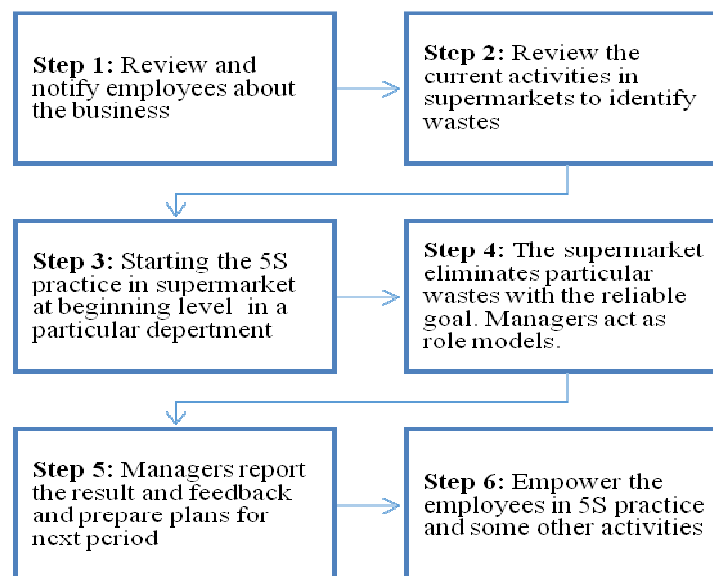 Step 1: Review and
notify employees about
the business
Step 2: Review the
current activities in
supermarkets to identify
wastes
Step 3: Starting the 5S
practice in supermarket
at beginning level in a
particular depertment
Step 4: The supermarket
eliminates particular
wastes with the reliable
goal. Managers act as
role models.
Step 5: Managers report
the result and feedback
and prepare plans for
next period
Step 6: Empower the
employees in 5S practice
and some other activities